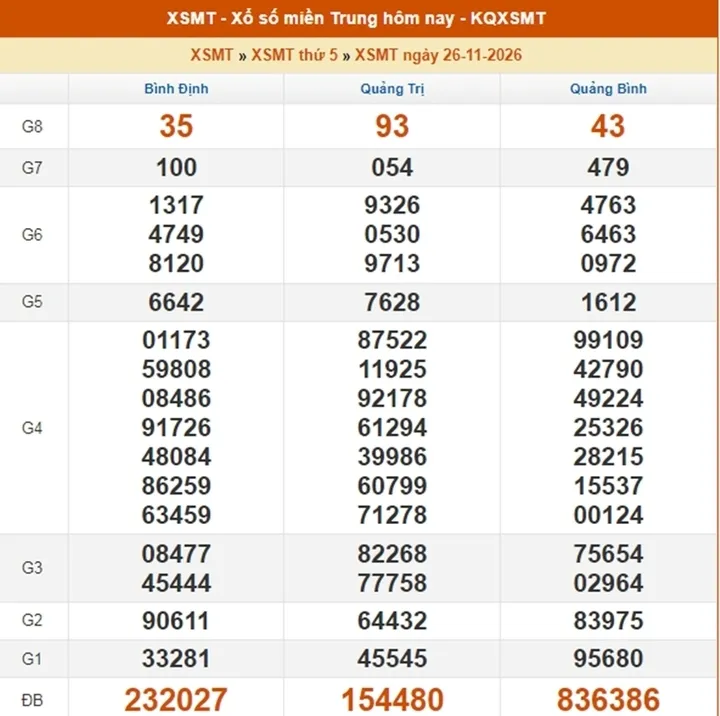 XSMT - Xổ số miền Trung hôm nay - KQXSMT
XSMT » XSMT thứ 5 » XSMT ngày 26-11-2026
Bình Định Quảng Trị Quảng Bình
G8 35 93 43
G7 100 054 479
1317 9326 4763
G6 4749 0530 6463
8120 9713 0972
G5 6642 7628 1612
01173 87522 99109
59808 11925 42790
08486 92178 49224
G4 91726 61294 25326
48084 39986 28215
86259 60799 15537
63459 71278 00124
G3 08477 82268 75654
45444 77758 02964
G2 90611 64432 83975
G1 33281 45545 95680
ĐB 232027 154480 836386